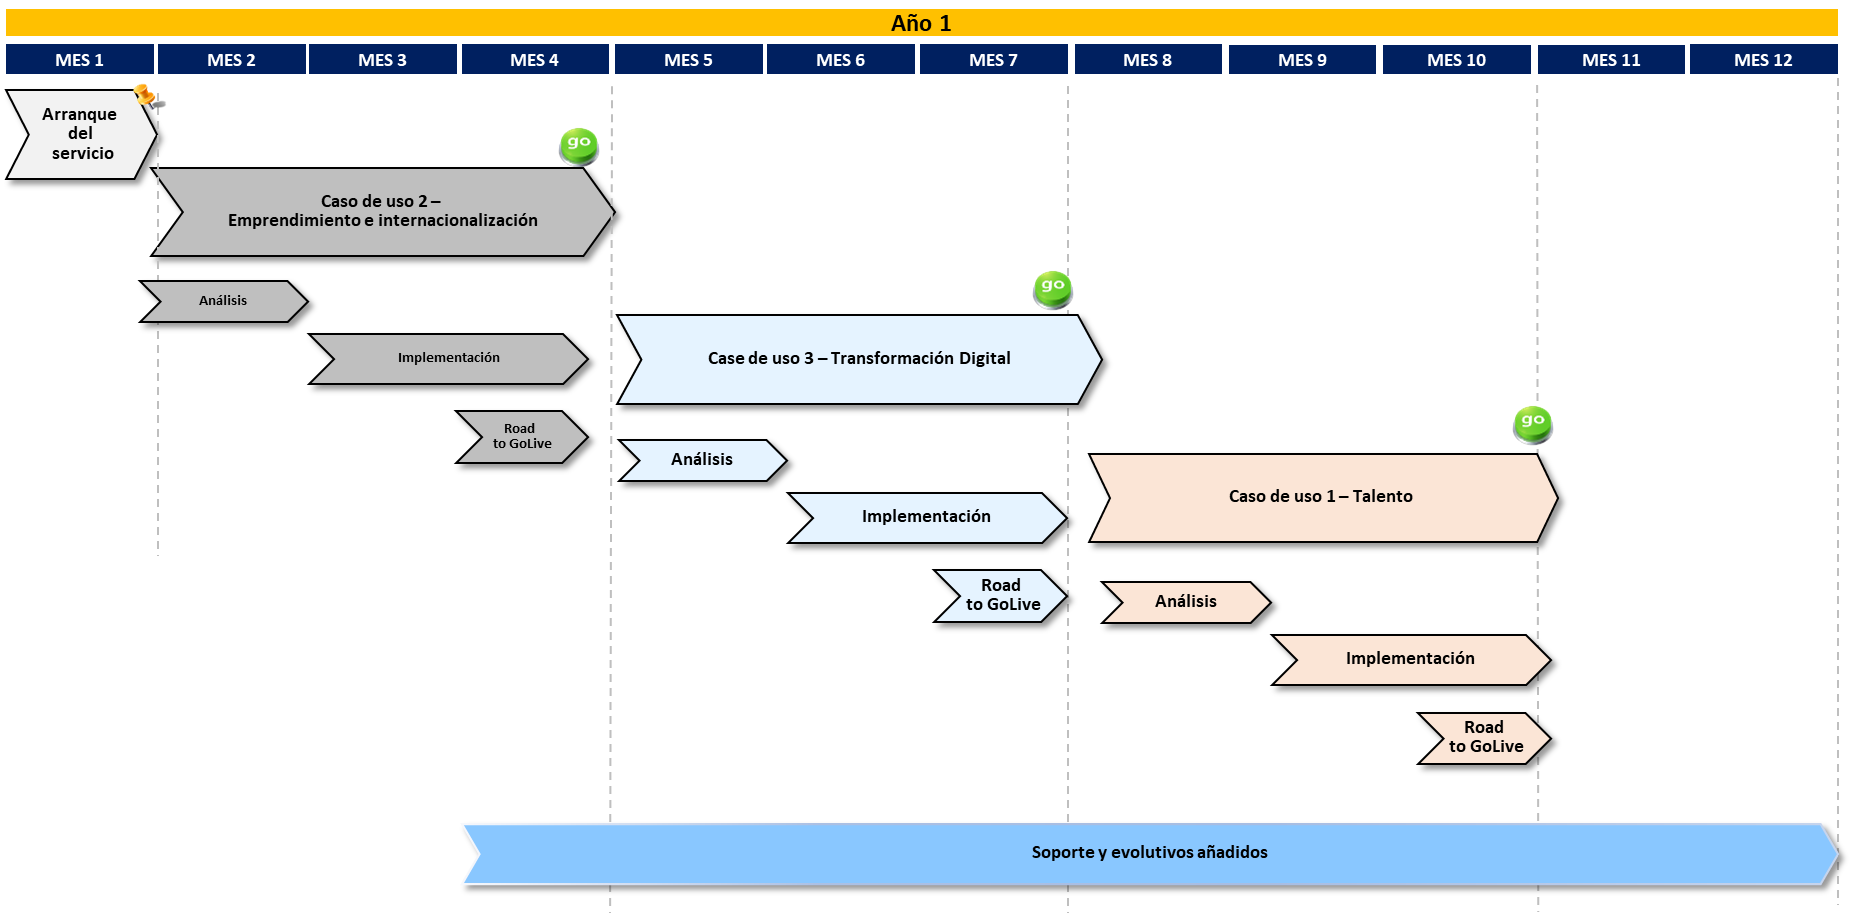 Año 1
MES 1
MES 2
MES 3
MES 4
MES 5
MES 6
MES 7
MES 8
MES 9
MES 10
MES 11
MES 12
Arranque
del
servicio
go
Caso de uso 2 –
Emprendimiento e internacionalización
Análisis
Implementación
Road
to GoLive
go
Case de uso 3 – Transformación Digital
Análisis
Implementación
Road
to GoLive
go
Caso de uso 1 – Talento
Análisis
Implementación
Road
to GoLive
Soporte y evolutivos añadidos